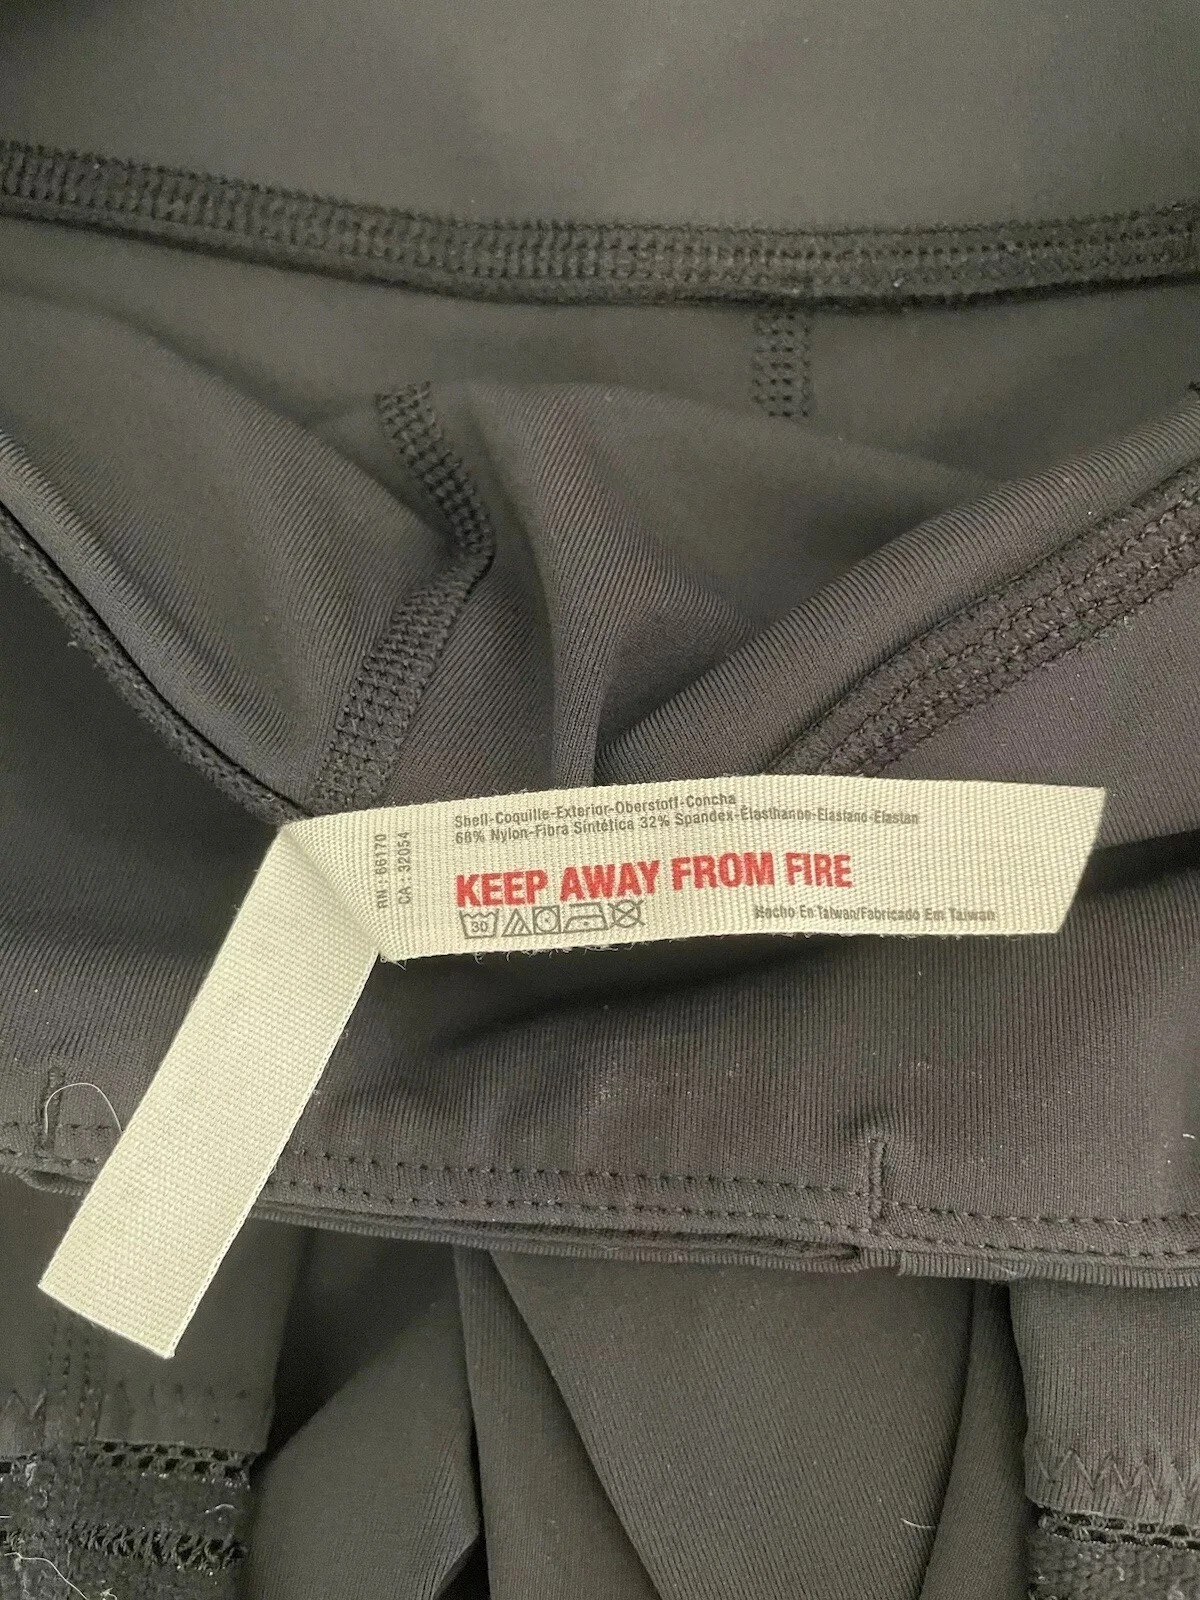 RN : 66170
CA : 32054
Shell-Coquille-Exterior-Oberstoff-Concha
68% Nylon-Fibra Sintética 32% Spandex-Élasthanne-Elastano-Elastan
KEEP AWAY FROM FIRE
30
Hecho En Taiwan/Fabricado Em Taiwan